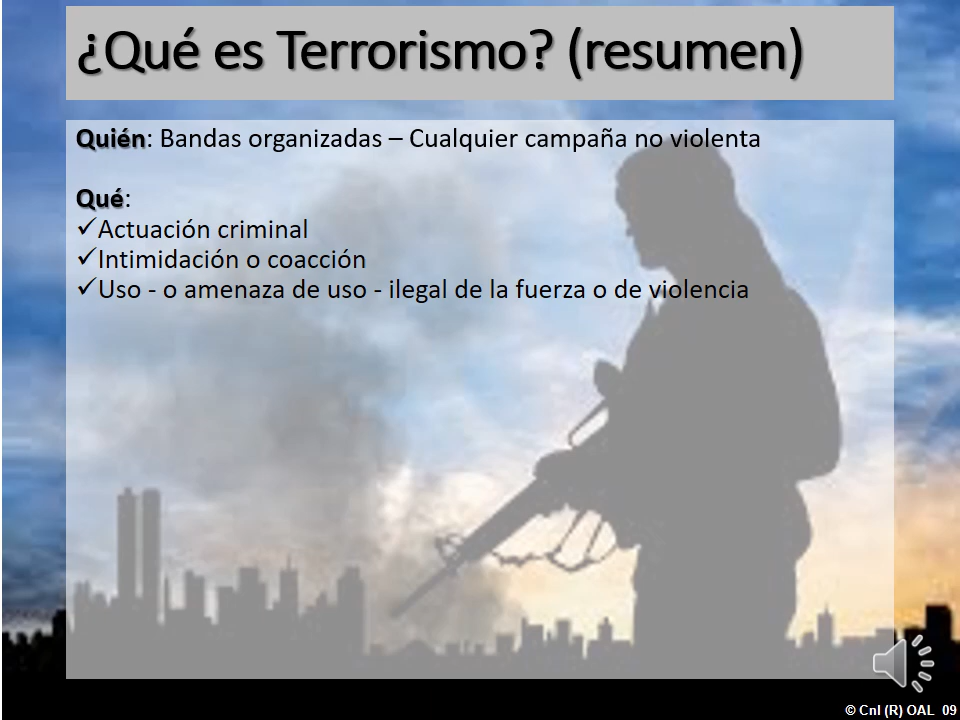 ¿Qué es Terrorismo? (resumen)
Quién: Bandas organizadas – Cualquier campaña no violenta
Qué:
✓Actuación criminal
✓Intimidación o coacción
✓Uso - o amenaza de uso - ilegal de la fuerza o de violencia
© Cnl (R) OAL 09